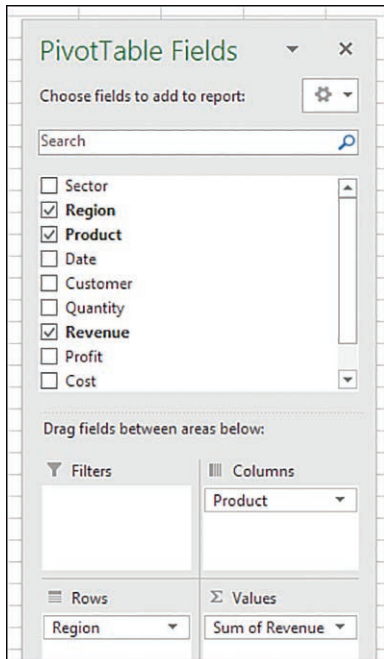 PivotTable Fields
Choose fields to add to report:
Search
Sector
Region
Product
Date
Customer
Quantity
Revenue
Profit
Cost
Drag fields between areas below:
Filters
Columns
Product
Rows
Σ Values
Region
Sum of Revenue